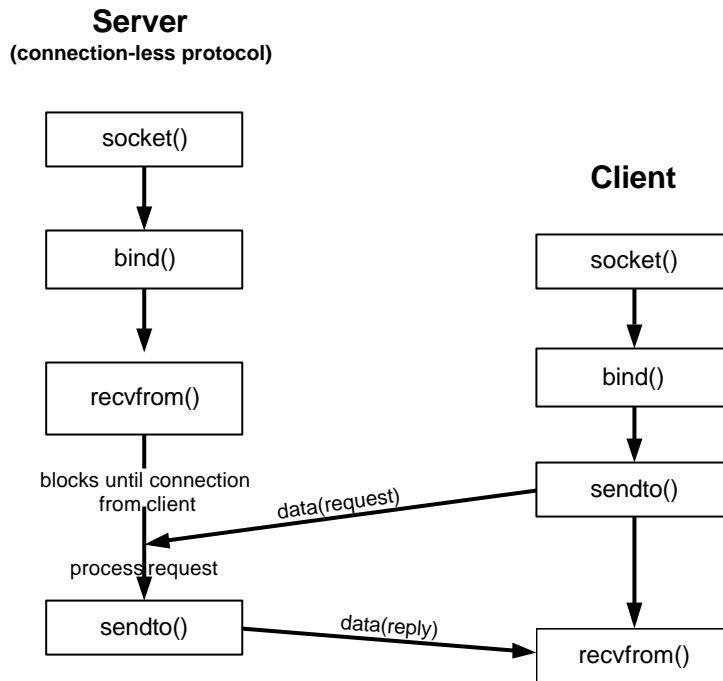 Server
(connection-less protocol)
socket()
bind()
recvfrom()
blocks until connection
from client
process request
sendto()
data(request)
data(reply)
Client
socket()
bind()
sendto()
recvfrom()